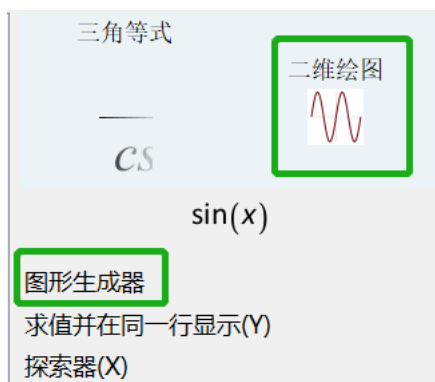 三角等式
二维绘图
cs
sin(x)
图形生成器
求值并在同一行显示(Y)
探索器(X)